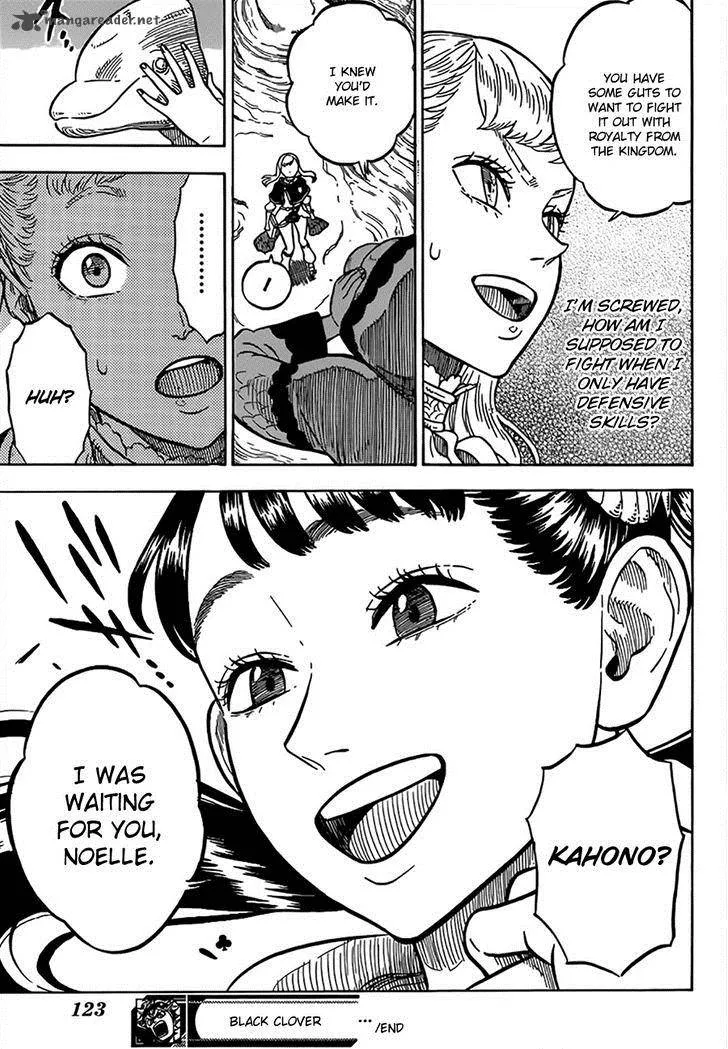 mangareader.net
YOU HAVE
SOME GUTS TO
WANT TO FIGHT
IT OUT WITH
ROYALTY FROM
THE KINGDOM.
I'M SCREWED,
HOW AM I
SUPPOSED TO
FIGHT WHEN I
ONLY HAVE
DEFENSIVE
SKILLS?
I KNEW
YOU'D
MAKE IT.
........
HUH?
KAHONO?
I WAS
WAITING
FOR YOU,
NOELLE.
123
BLACK CLOVER ... /END